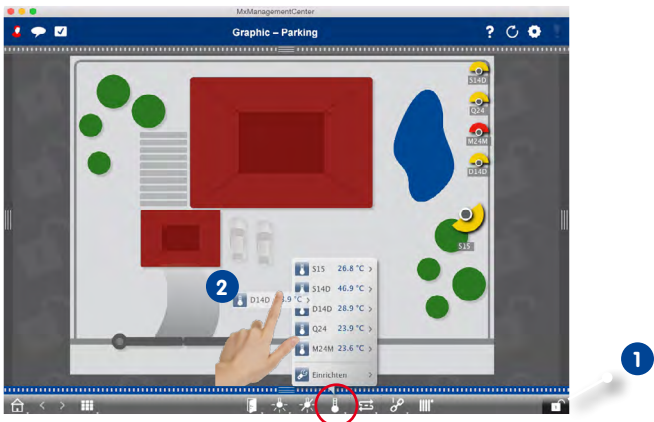 MxManagementCenter
Graphic – Parking
?
S14D
Q24
M24M
D14D
S15
S15 26.8 °C >
S14D 46.9 °C >
2
D14D 28.9 °C >
D14D .9 °C >
Q24 23.9 °C >
M24M 23.6 °C >
1
Einrichten >